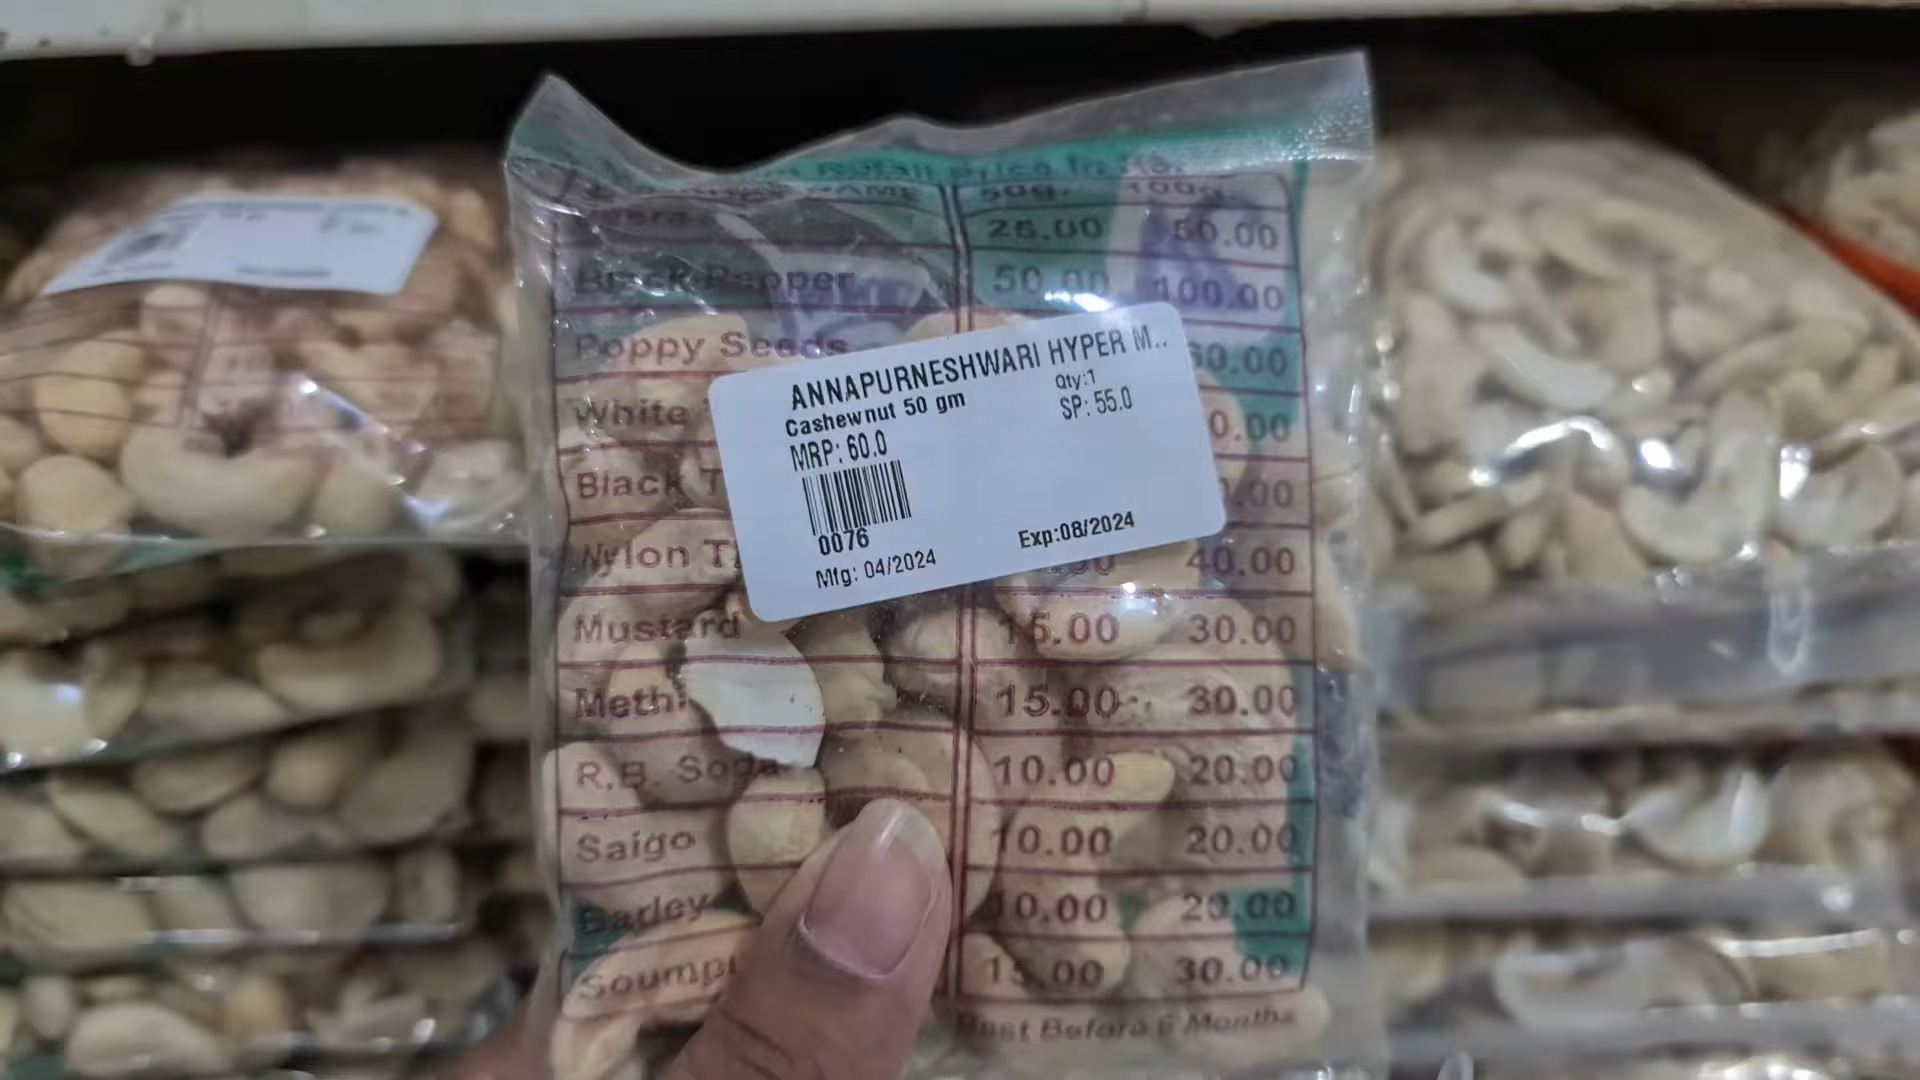 Retail Price In Rs.
NAME 50g. 100g.
25.00 50.00
Black Pepper 50.00 100.00
Poppy Seeds 60.00
White
Black
Nylon 40.00
Mustard 15.00 30.00
Methi 15.00 30.00
R.B. Soda 10.00 20.00
Saigo 10.00 20.00
Barley 10.00 20.00
15.00 30.00
Best Before 6 Months
ANNAPURNESHWARI HYPER M..
Cashewnut 50 gm Qty:1
MRP: 60.0 SP: 55.0
0076
Mfg: 04/2024 Exp:08/2024